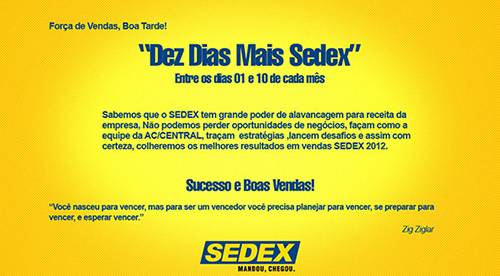 Força de Vendas, Boa Tarde!
“Dez Dias Mais Sedex”
Entre os dias 01 e 10 de cada mês
Sabemos que o SEDEX tem grande poder de alavancagem para receita da
empresa, Não podemos perder oportunidades de negócios, façam como a
equipe da AC/CENTRAL, traçam estratégias ,lancem desafios e assim com
certeza, colheremos os melhores resultados em vendas SEDEX 2012.
Sucesso e Boas Vendas!
“Você nasceu para vencer, mas para ser um vencedor você precisa planejar para vencer, se preparar para
vencer, e esperar vencer.”
Zig Ziglar
SEDEX
MANDOU, CHEGOU.